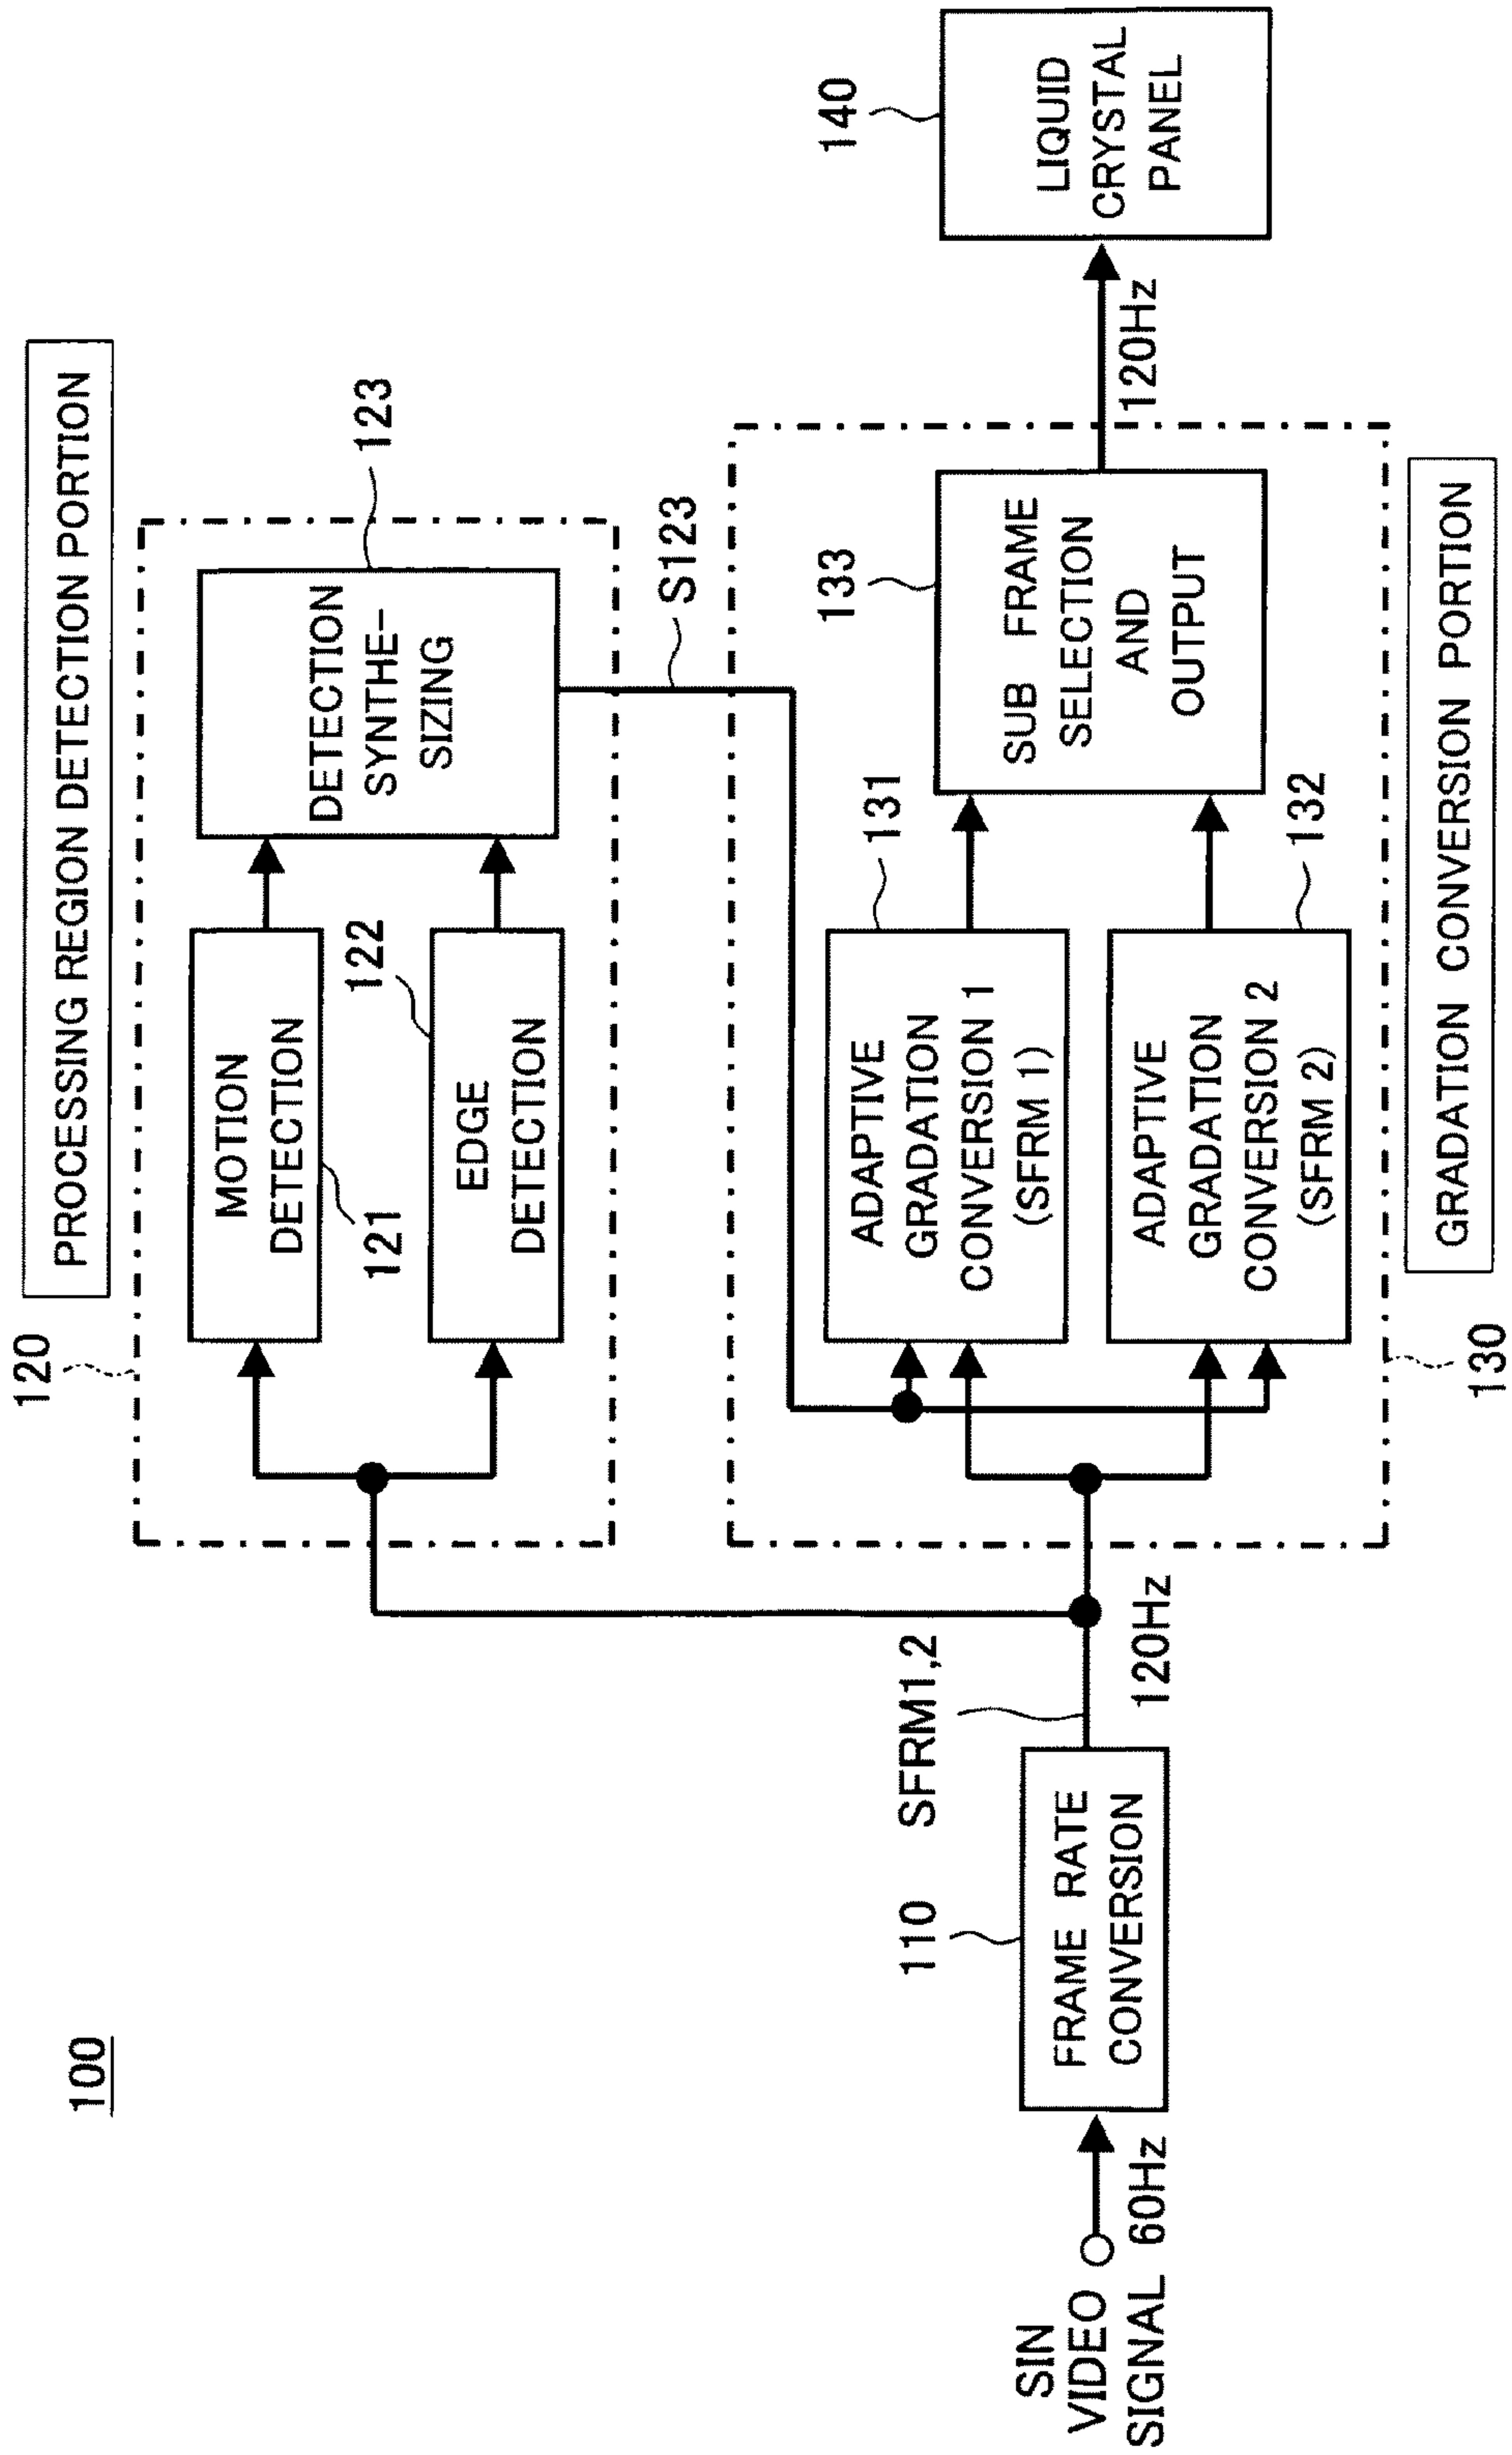 100
PROCESSING REGION DETECTION PORTION
120
MOTION
DETECTION
121
122
EDGE
DETECTION
DETECTION
SYNTHE-
SIZING
123
S123
SIN
VIDEO
SIGNAL 60Hz
110
FRAME RATE
CONVERSION
SFRM1,2
120Hz
ADAPTIVE
GRADATION
CONVERSION 1
(SFRM 1)
131
ADAPTIVE
GRADATION
CONVERSION 2
(SFRM 2)
132
133
SUB FRAME
SELECTION
AND
OUTPUT
120Hz
140
LIQUID
CRYSTAL
PANEL
130
GRADATION CONVERSION PORTION